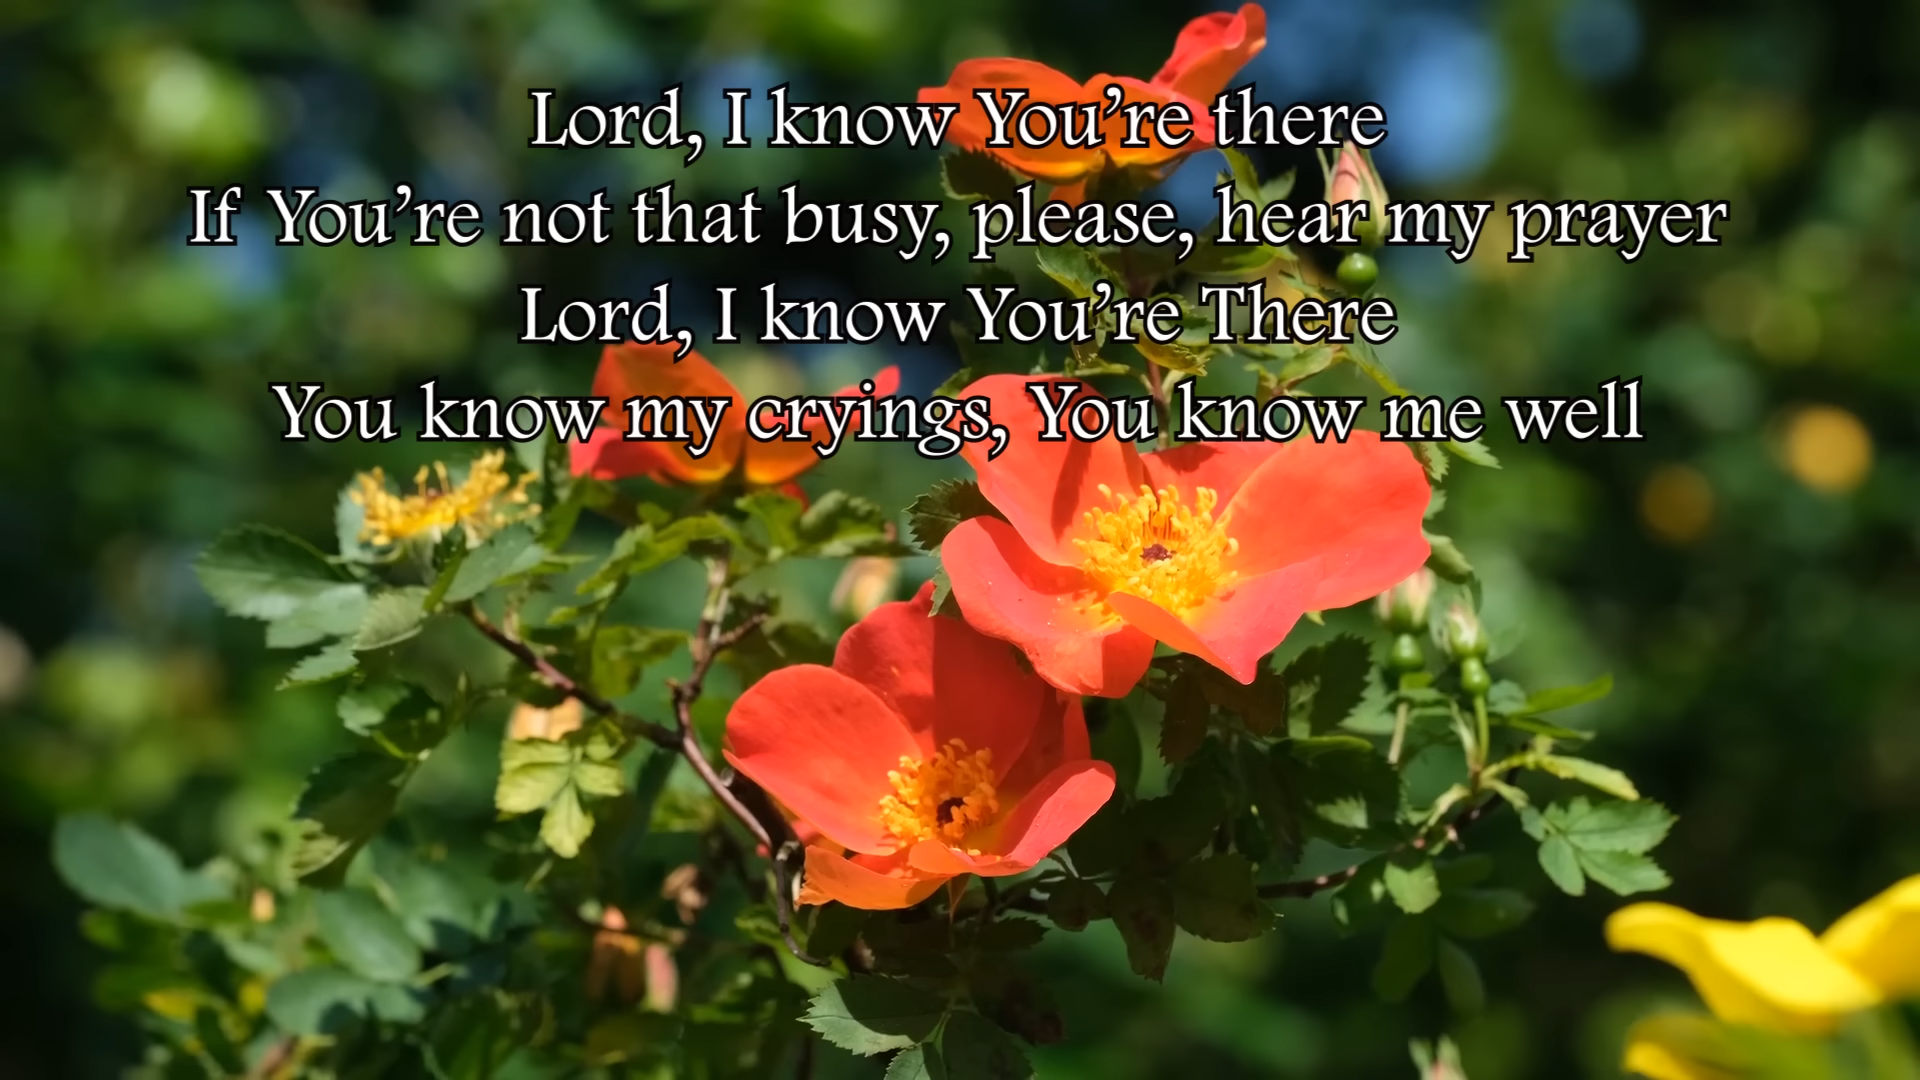 Lord, I know You’re there
If You’re not that busy, please, hear my prayer
Lord, I know You’re There
You know my cryings, You know me well